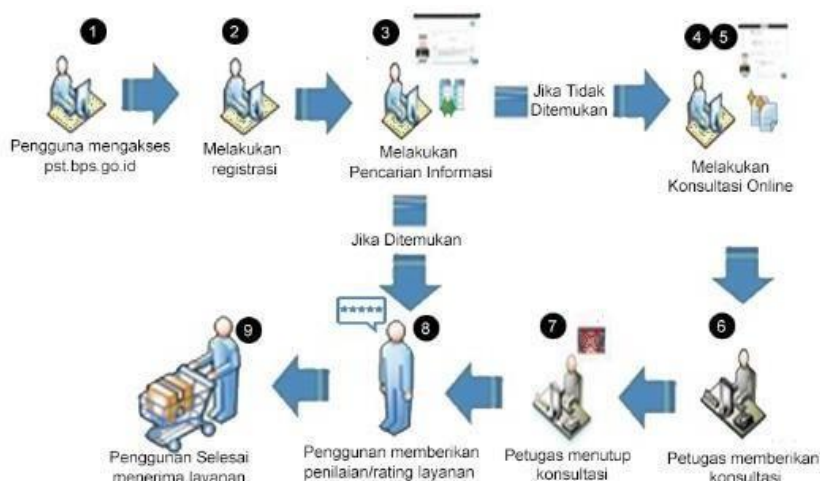 1
Pengguna mengakses
pst.bps.go.id
2
Melakukan
registrasi
3
Melakukan
Pencarian Informasi
Jika Tidak
Ditemukan
4 5
Melakukan
Konsultasi Online
Jika Ditemukan
6
Petugas memberikan
konsultasi
7
Petugas menutup
konsultasi
*****
8
Penggunan memberikan
penilaian/rating layanan
9
Penggunan Selesai
menerima layanan